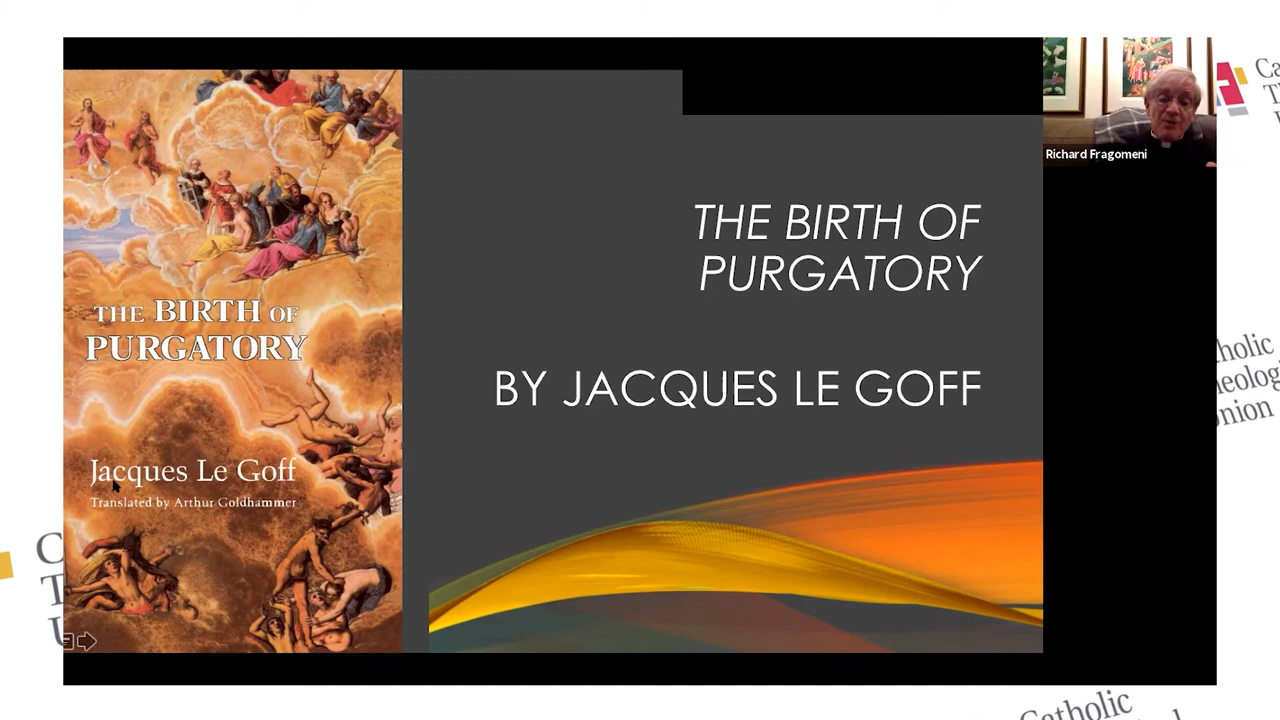 THE BIRTH OF
PURGATORY
Jacques Le Goff
Translated by Arthur Goldhammer
THE BIRTH OF
PURGATORY
BY JACQUES LE GOFF
Richard Fragomeni
Catholic